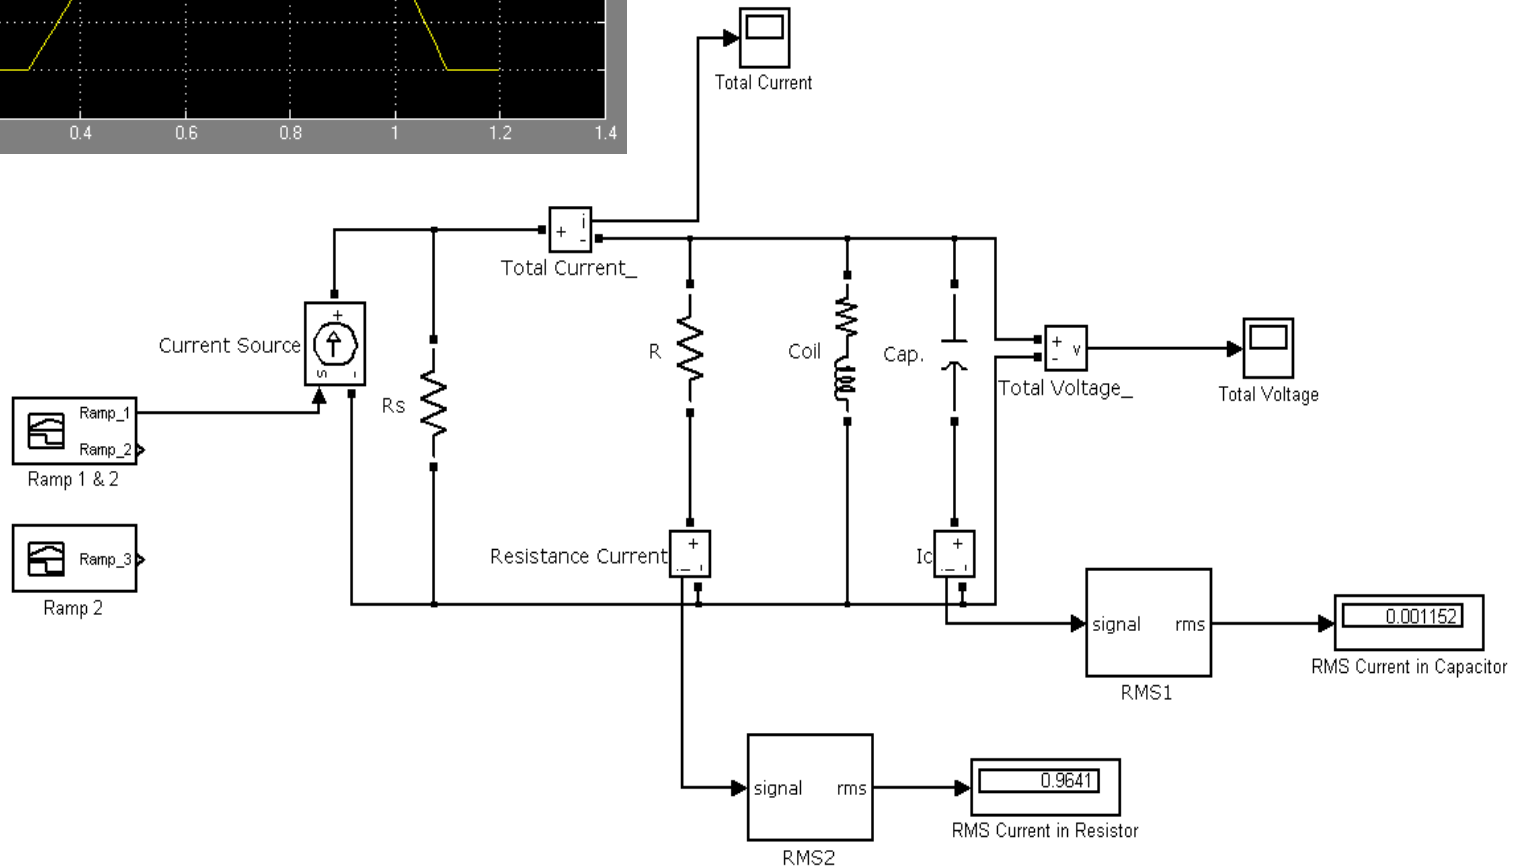 Total Current
0.4
0.6
0.8
1
1.2
1.4
+
i
-
Total Current_
+
s
-
Current Source
Rs
R
Coil
Cap.
+
-
v
Total Voltage_
Total Voltage
Ramp_1
Ramp_2
Ramp 1 & 2
Ramp_3
Ramp 2
Resistance Current
+
i
-
Ic
+
i
-
signal
rms
RMS1
0.001152
RMS Current in Capacitor
signal
rms
RMS2
0.9641
RMS Current in Resistor